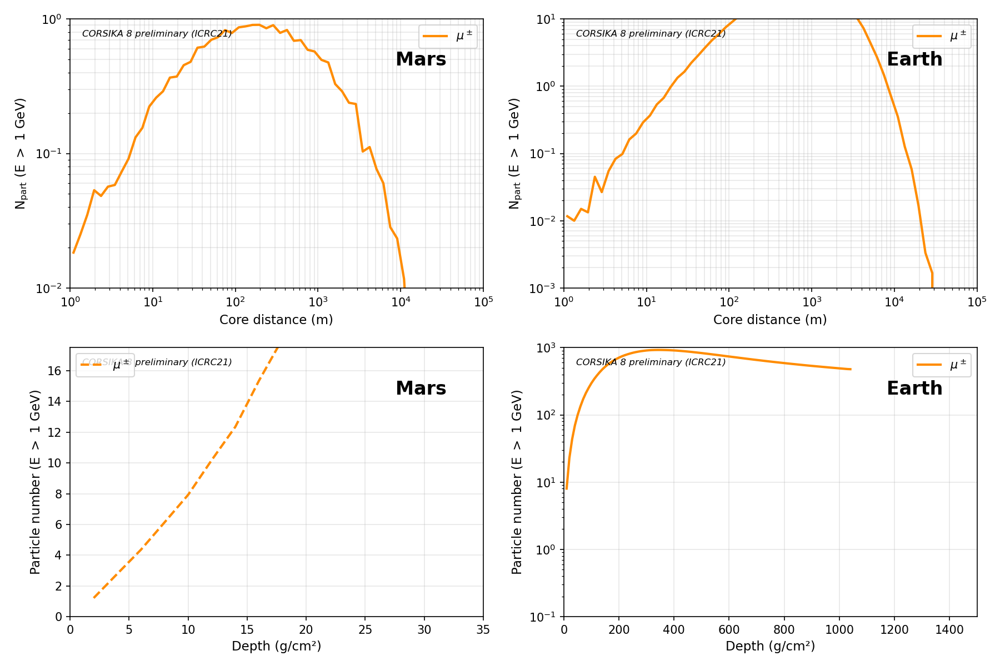 10⁰
10⁻¹
10⁻²
N_part (E > 1 GeV)
CORSIKA 8 preliminary (ICRC21)
μ±
Mars
10⁰ 10¹ 10² 10³ 10⁴ 10⁵
Core distance (m)
10¹
10⁰
10⁻¹
10⁻²
10⁻³
N_part (E > 1 GeV)
CORSIKA 8 preliminary (ICRC21)
μ±
Earth
10⁰ 10¹ 10² 10³ 10⁴ 10⁵
Core distance (m)
16
14
12
10
8
6
4
2
0
Particle number (E > 1 GeV)
CORSIKA 8 preliminary (ICRC21)
μ±
Mars
0 5 10 15 20 25 30 35
Depth (g/cm²)
10³
10²
10¹
10⁰
10⁻¹
Particle number (E > 1 GeV)
CORSIKA 8 preliminary (ICRC21)
μ±
Earth
0 200 400 600 800 1000 1200 1400
Depth (g/cm²)